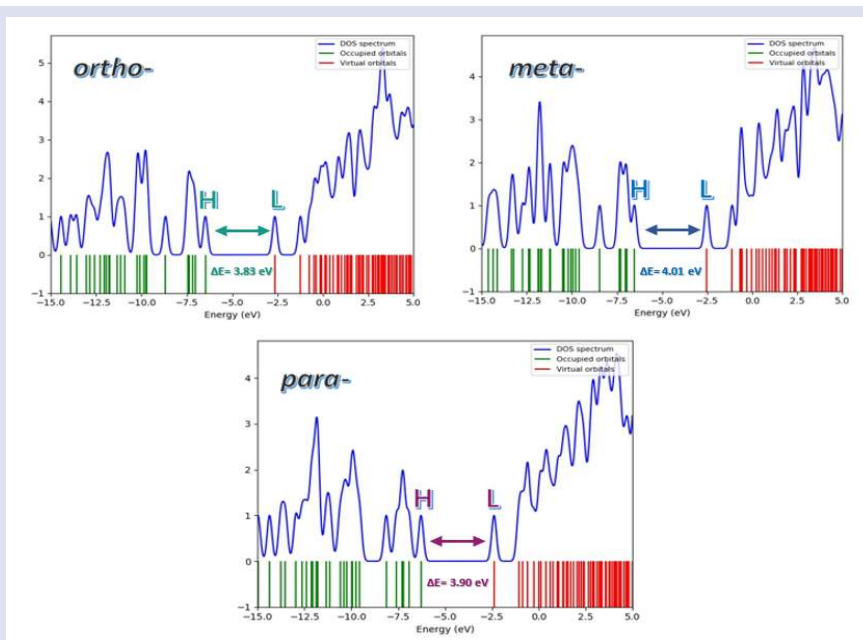 ortho-
DOS spectrum
Occupied orbitals
Virtual orbitals
5
4
3
2
1
0
−1
H
L
ΔE= 3.83 eV
−15.0 −12.5 −10.0 −7.5 −5.0 −2.5 0.0 2.5 5.0
Energy (eV)
meta-
DOS spectrum
Occupied orbitals
Virtual orbitals
4
3
2
1
0
−1
H
L
ΔE= 4.01 eV
−15.0 −12.5 −10.0 −7.5 −5.0 −2.5 0.0 2.5 5.0
Energy (eV)
para-
DOS spectrum
Occupied orbitals
Virtual orbitals
4
3
2
1
0
−1
H
L
ΔE= 3.90 eV
−15.0 −12.5 −10.0 −7.5 −5.0 −2.5 0.0 2.5 5.0
Energy (eV)